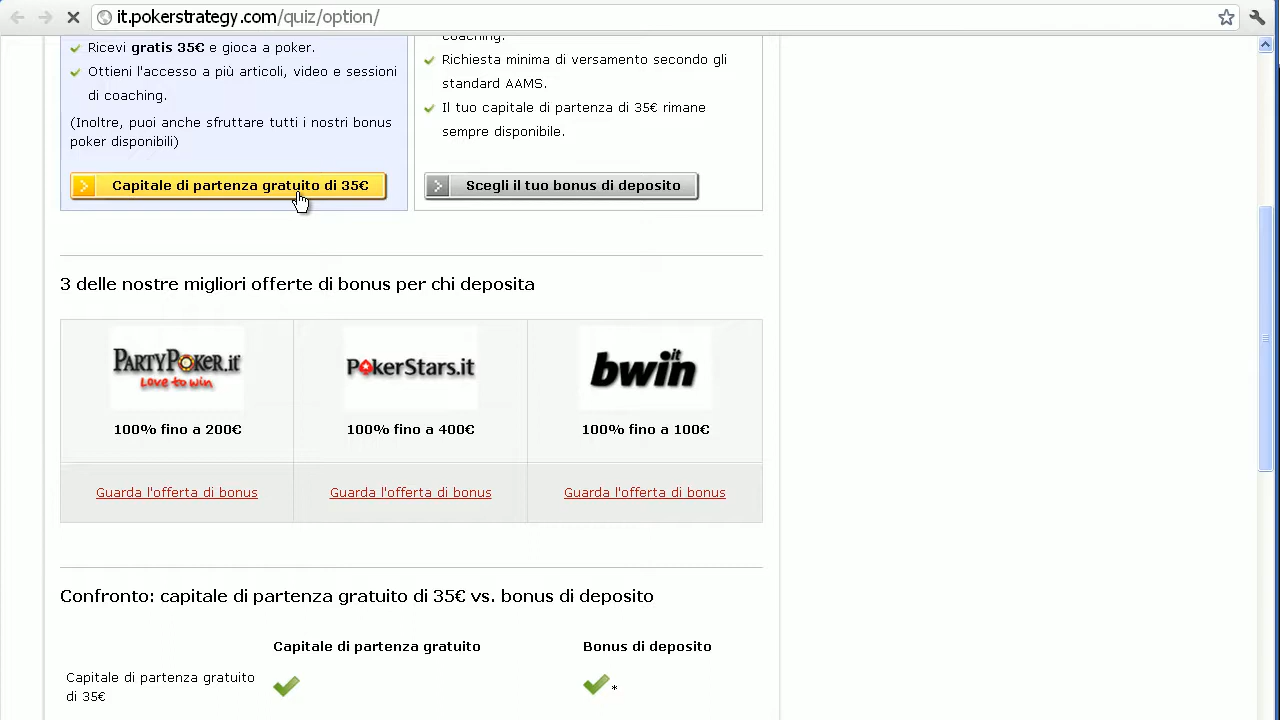 it.pokerstrategy.com/quiz/option/
Ricevi gratis 35€ e gioca a poker.
Ottieni l'accesso a più articoli, video e sessioni
di coaching.
(Inoltre, puoi anche sfruttare tutti i nostri bonus
poker disponibili)
Capitale di partenza gratuito di 35€
coaching.
Richiesta minima di versamento secondo gli
standard AAMS.
Il tuo capitale di partenza di 35€ rimane
sempre disponibile.
Scegli il tuo bonus di deposito
3 delle nostre migliori offerte di bonus per chi deposita
PARTYPOKER.it
Love to win
PokerStars.it
bwin.it
100% fino a 200€
100% fino a 400€
100% fino a 100€
Guarda l'offerta di bonus
Guarda l'offerta di bonus
Guarda l'offerta di bonus
Confronto: capitale di partenza gratuito di 35€ vs. bonus di deposito
Capitale di partenza gratuito
Bonus di deposito
Capitale di partenza gratuito
di 35€
*